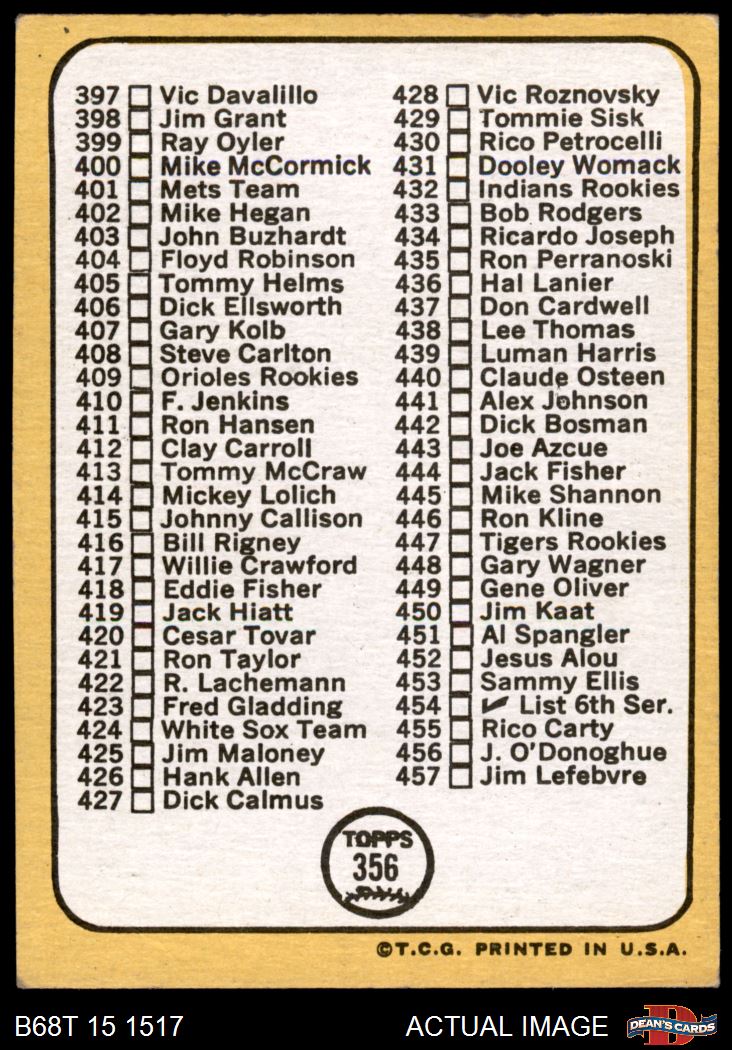 397 Vic Davalillo
398 Jim Grant
399 Ray Oyler
400 Mike McCormick
401 Mets Team
402 Mike Hegan
403 John Buzhardt
404 Floyd Robinson
405 Tommy Helms
406 Dick Ellsworth
407 Gary Kolb
408 Steve Carlton
409 Orioles Rookies
410 F. Jenkins
411 Ron Hansen
412 Clay Carroll
413 Tommy McCraw
414 Mickey Lolich
415 Johnny Callison
416 Bill Rigney
417 Willie Crawford
418 Eddie Fisher
419 Jack Hiatt
420 Cesar Tovar
421 Ron Taylor
422 R. Lachemann
423 Fred Gladding
424 White Sox Team
425 Jim Maloney
426 Hank Allen
427 Dick Calmus
428 Vic Roznovsky
429 Tommie Sisk
430 Rico Petrocelli
431 Dooley Womack
432 Indians Rookies
433 Bob Rodgers
434 Ricardo Joseph
435 Ron Perranoski
436 Hal Lanier
437 Don Cardwell
438 Lee Thomas
439 Luman Harris
440 Claude Osteen
441 Alex Johnson
442 Dick Bosman
443 Joe Azcue
444 Jack Fisher
445 Mike Shannon
446 Ron Kline
447 Tigers Rookies
448 Gary Wagner
449 Gene Oliver
450 Jim Kaat
451 Al Spangler
452 Jesus Alou
453 Sammy Ellis
454 ✔ List 6th Ser.
455 Rico Carty
456 J. O'Donoghue
457 Jim Lefebvre
TOPPS
356
©T.C.G. PRINTED IN U.S.A.
B68T 15 1517 ACTUAL IMAGE
DEAN'S CARDS